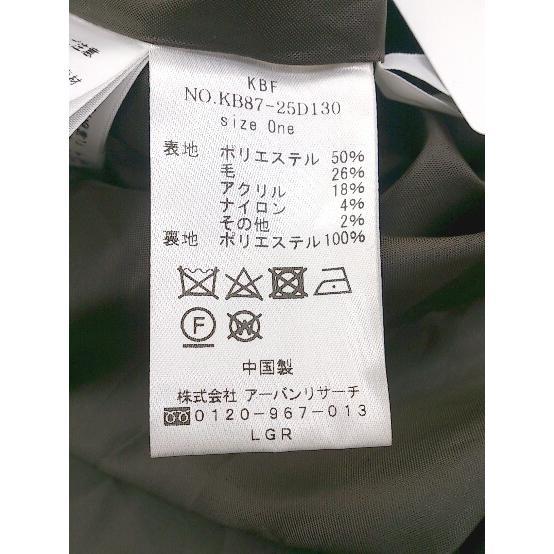 KBF
NO.KB87-25D130
size One
表地 ポリエステル 50%
毛 26%
アクリル 18%
ナイロン 4%
その他 2%
裏地 ポリエステル 100%
F W
中国製
株式会社 アーバンリサーチ
0120-967-013
LGR